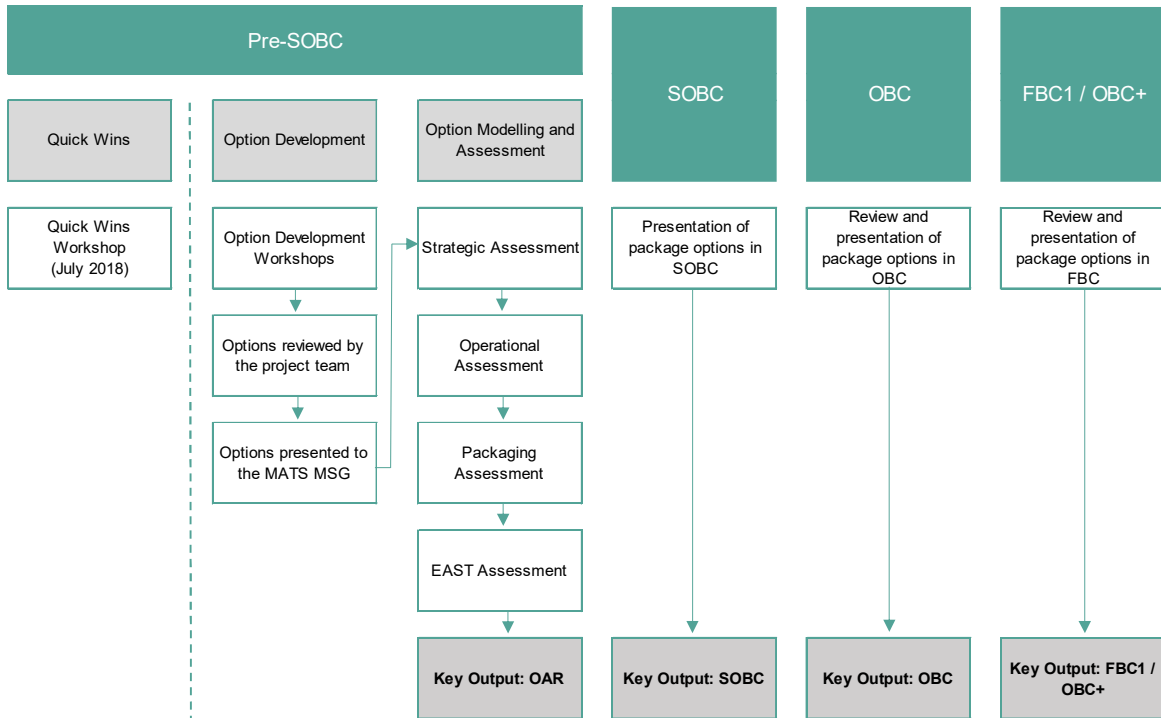 Pre-SOBC
SOBC
OBC
FBC1 / OBC+
Quick Wins
Option Development
Option Modelling and
Assessment
Quick Wins
Workshop
(July 2018)
Option Development
Workshops
Strategic Assessment
Presentation of
package options in
SOBC
Review and
presentation of
package options in
OBC
Review and
presentation of
package options in
FBC
Options reviewed by
the project team
Operational
Assessment
Options presented to
the MATS MSG
Packaging
Assessment
EAST Assessment
Key Output: OAR
Key Output: SOBC
Key Output: OBC
Key Output: FBC1 /
OBC+